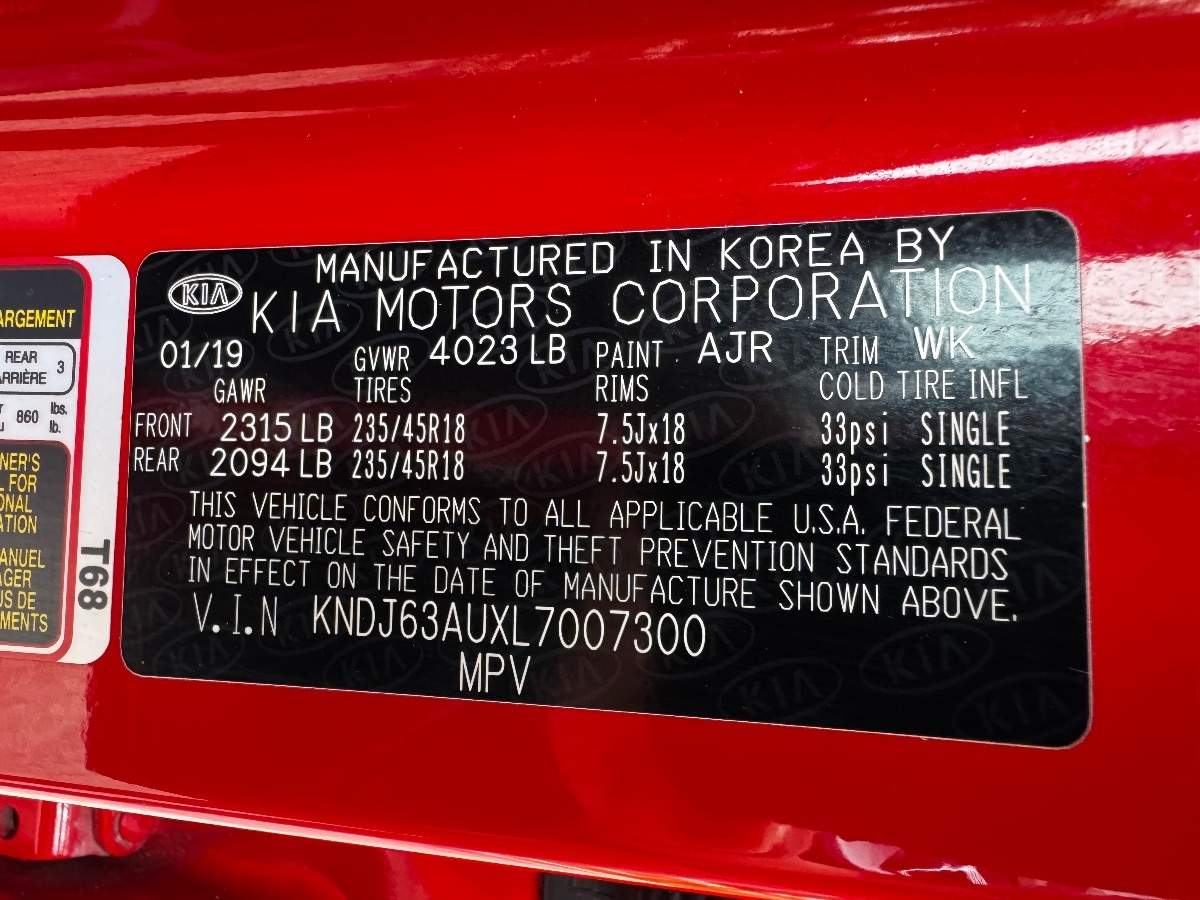 KIA
MANUFACTURED IN KOREA BY
KIA MOTORS CORPORATION
01/19 GVWR 4023 LB PAINT AJR TRIM WK
GAWR TIRES RIMS COLD TIRE INFL
FRONT 2315 LB 235/45R18 7.5Jx18 33psi SINGLE
REAR 2094 LB 235/45R18 7.5Jx18 33psi SINGLE
THIS VEHICLE CONFORMS TO ALL APPLICABLE U.S.A. FEDERAL
MOTOR VEHICLE SAFETY AND THEFT PREVENTION STANDARDS
IN EFFECT ON THE DATE OF MANUFACTURE SHOWN ABOVE.
V.I.N KNDJ63AUXL7007300
MPV
REAR 3
860 lbs.
lb.
MANUEL
US DE
T68